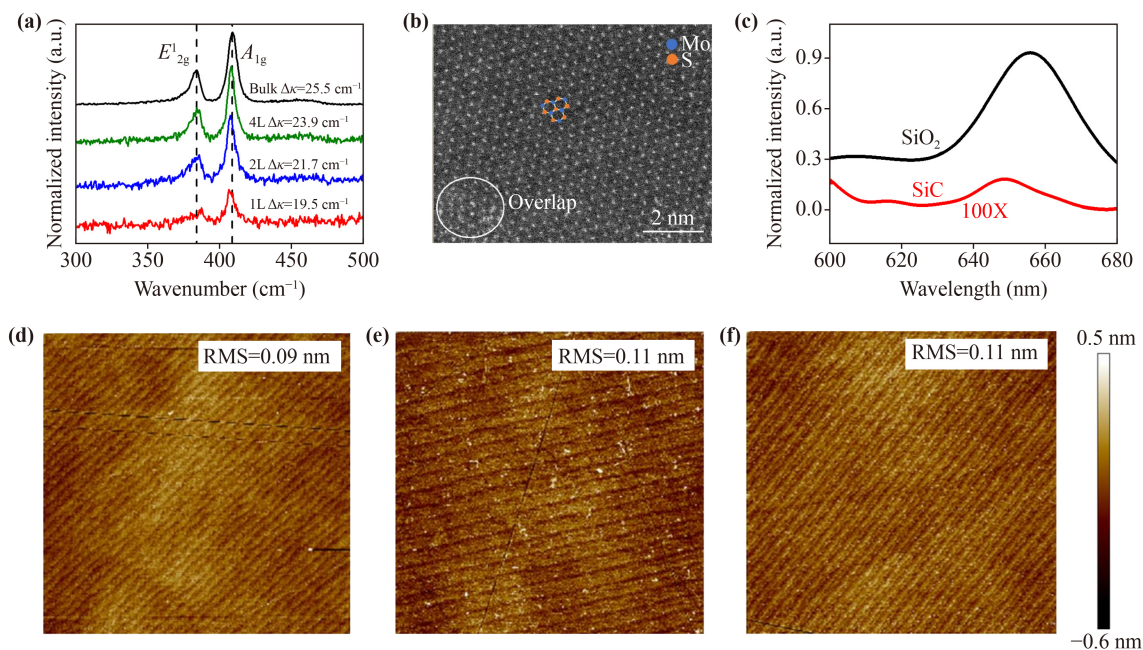 (a)
E¹₂g
A₁g
Bulk Δκ=25.5 cm⁻¹
4L Δκ=23.9 cm⁻¹
2L Δκ=21.7 cm⁻¹
1L Δκ=19.5 cm⁻¹
Normalized intensity (a.u.)
300 350 400 450 500
Wavenumber (cm⁻¹)
(b)
Mo
S
Overlap
2 nm
(c)
Normalized intensity (a.u.)
0.9
0.6
0.3
0.0
SiO₂
SiC
100X
600 620 640 660 680
Wavelength (nm)
(d)
RMS=0.09 nm
(e)
RMS=0.11 nm
(f)
RMS=0.11 nm
0.5 nm
−0.6 nm